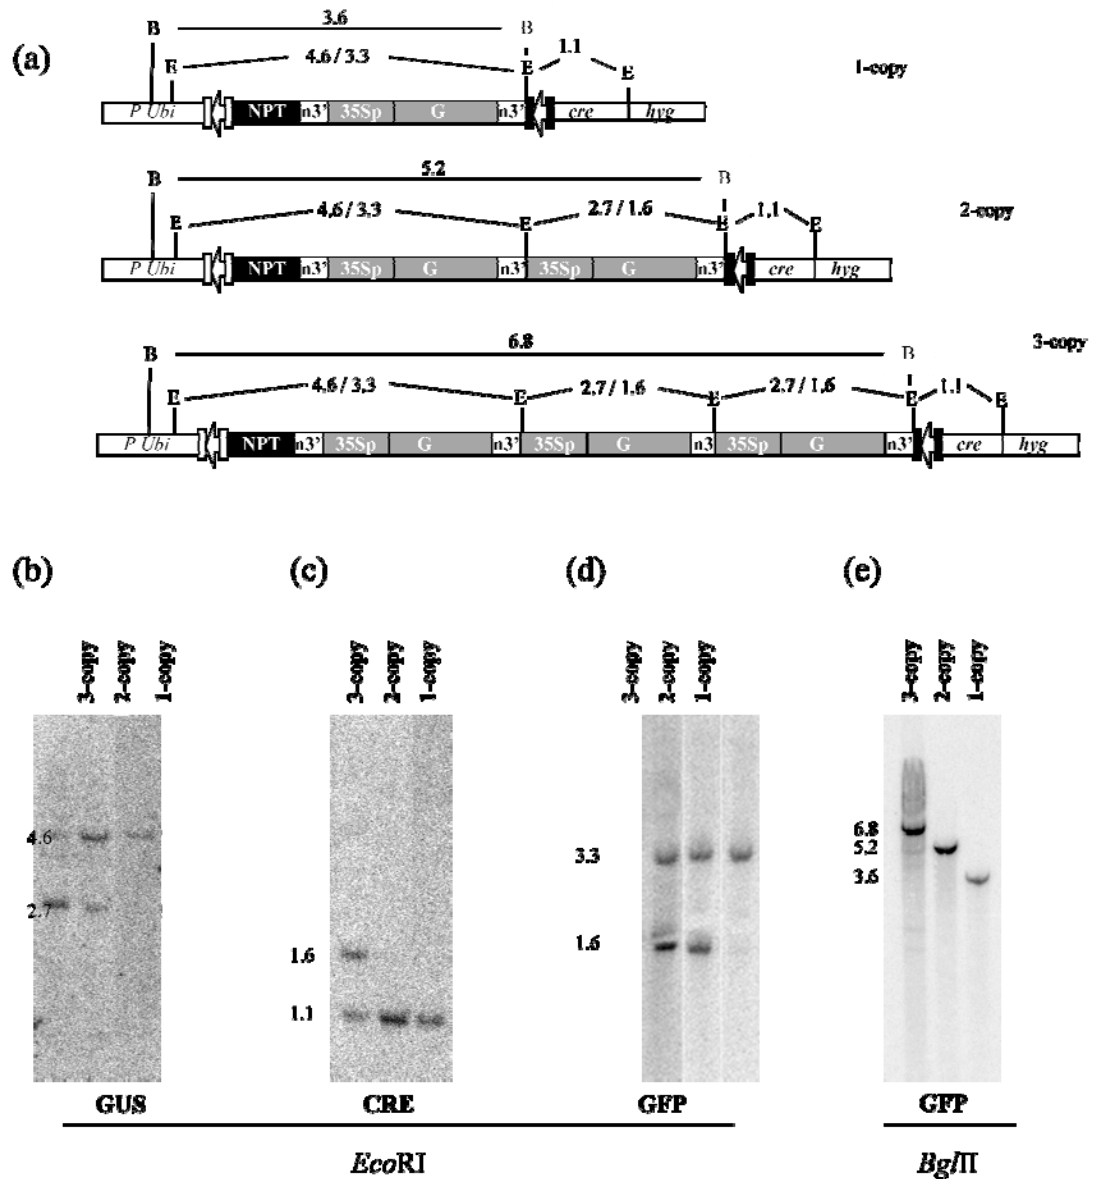 (a)
B 3.6 B
E 4.6 / 3.3 E 1.1 E
1-copy
P Ubi NPT n3' 35Sp G n3' cre hyg
B 5.2 B
E 4.6 / 3.3 E 2.7 / 1.6 E 1.1 E
2-copy
P Ubi NPT n3' 35Sp G n3' 35Sp G n3' cre hyg
B 6.8 B
3-copy
E 4.6 / 3.3 E 2.7 / 1.6 E 2.7 / 1.6 E 1.1 E
P Ubi NPT n3' 35Sp G n3' 35Sp G n3 35Sp G n3' cre hyg
(b) (c) (d) (e)
3-copy 2-copy 1-copy
3-copy 2-copy 1-copy
3-copy 2-copy 1-copy
3-copy 2-copy 1-copy
4.6
2.7
1.6
1.1
3.3
1.6
6.8
5.2
3.6
GUS CRE GFP GFP
EcoRI BglII